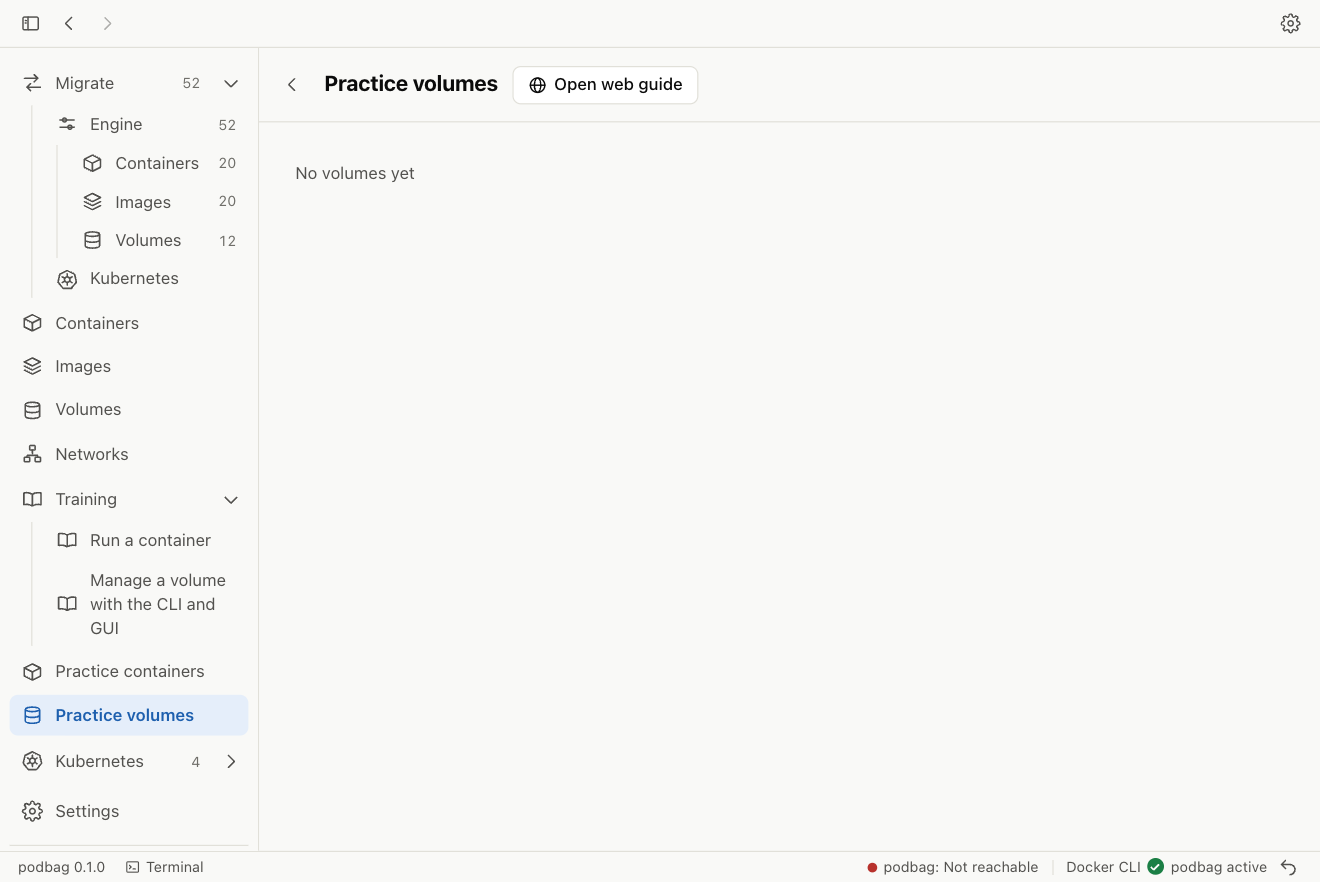 Migrate 52
Engine 52
Containers 20
Images 20
Volumes 12
Kubernetes
Containers
Images
Volumes
Networks
Training
Run a container
Manage a volume
with the CLI and
GUI
Practice containers
Practice volumes
Kubernetes 4
Settings
Practice volumes Open web guide
No volumes yet
podbag 0.1.0 Terminal podbag: Not reachable Docker CLI podbag active